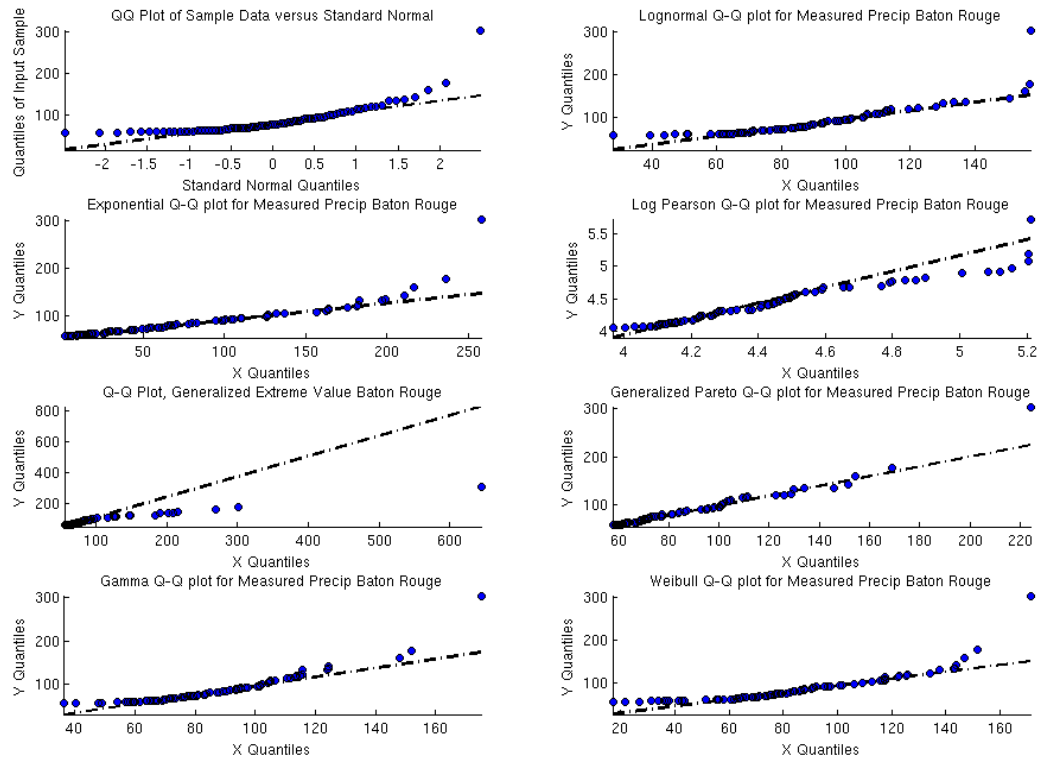 QQ Plot of Sample Data versus Standard Normal
Quantiles of Input Sample
300
200
100
-2 -1.5 -1 -0.5 0 0.5 1 1.5 2
Standard Normal Quantiles
Lognormal Q-Q plot for Measured Precip Baton Rouge
Y Quantiles
300
200
100
40 60 80 100 120 140
X Quantiles
Exponential Q-Q plot for Measured Precip Baton Rouge
Y Quantiles
300
200
100
50 100 150 200 250
X Quantiles
Log Pearson Q-Q plot for Measured Precip Baton Rouge
Y Quantiles
5.5
5
4.5
4
4 4.2 4.4 4.6 4.8 5 5.2
X Quantiles
Q-Q Plot, Generalized Extreme Value Baton Rouge
Y Quantiles
800
600
400
200
100 200 300 400 500 600
X Quantiles
Generalized Pareto Q-Q plot for Measured Precip Baton Rouge
Y Quantiles
300
200
100
60 80 100 120 140 160 180 200 220
X Quantiles
Gamma Q-Q plot for Measured Precip Baton Rouge
Y Quantiles
300
200
100
40 60 80 100 120 140 160
X Quantiles
Weibull Q-Q plot for Measured Precip Baton Rouge
Y Quantiles
300
200
100
20 40 60 80 100 120 140 160
X Quantiles